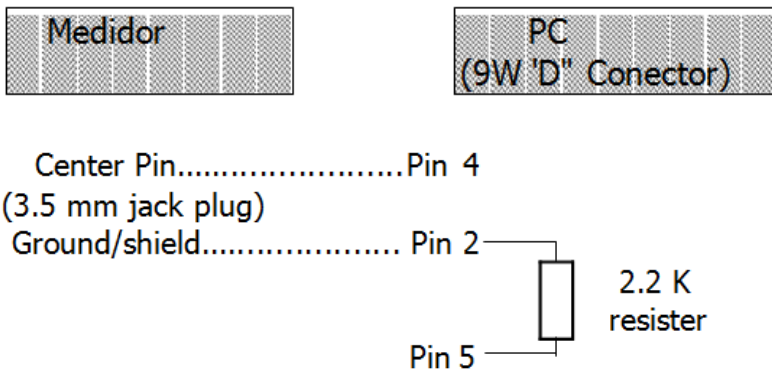 Medidor
PC
(9W 'D" Conector)
Center Pin........................Pin 4
(3.5 mm jack plug)
Ground/shield..................... Pin 2
2.2 K
resister
Pin 5